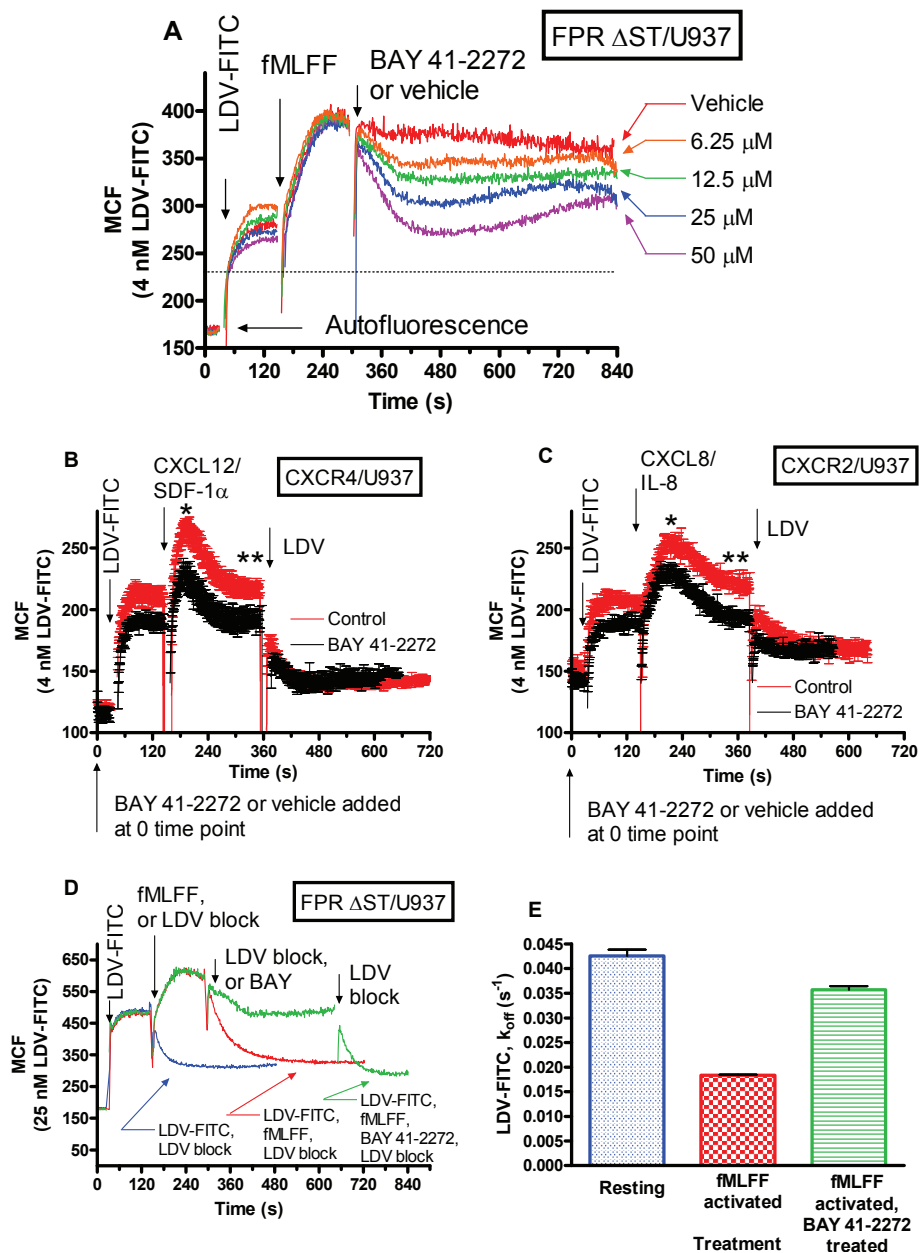 A
FPR ΔST/U937
LDV-FITC
fMLFF
BAY 41-2272
or vehicle
MCF
(4 nM LDV-FITC)
400
350
300
250
200
150
Vehicle
6.25 μM
12.5 μM
25 μM
50 μM
Autofluorescence
0 120 240 360 480 600 720 840
Time (s)
B
CXCL12/
SDF-1α
CXCR4/U937
LDV-FITC
*
**
LDV
MCF
(4 nM LDV-FITC)
250
200
150
100
Control
BAY 41-2272
0 120 240 360 480 600 720
Time (s)
BAY 41-2272 or vehicle added
at 0 time point
C
CXCL8/
IL-8
CXCR2/U937
LDV-FITC
*
**
LDV
MCF
(4 nM LDV-FITC)
250
200
150
100
Control
BAY 41-2272
0 120 240 360 480 600 720
Time (s)
BAY 41-2272 or vehicle added
at 0 time point
D
fMLFF,
or LDV block
FPR ΔST/U937
LDV-FITC
LDV block,
or BAY
LDV
block
MCF
(25 nM LDV-FITC)
600
450
300
150
LDV-FITC,
LDV block
LDV-FITC,
fMLFF,
LDV block
LDV-FITC,
fMLFF,
BAY 41-2272,
LDV block
0 120 240 360 480 600 720 840
Time (s)
E
LDV-FITC, koff (s-1)
0.045
0.040
0.035
0.030
0.025
0.020
0.015
0.010
0.005
0.000
Resting
fMLFF
activated
fMLFF
activated,
BAY 41-2272
treated
Treatment